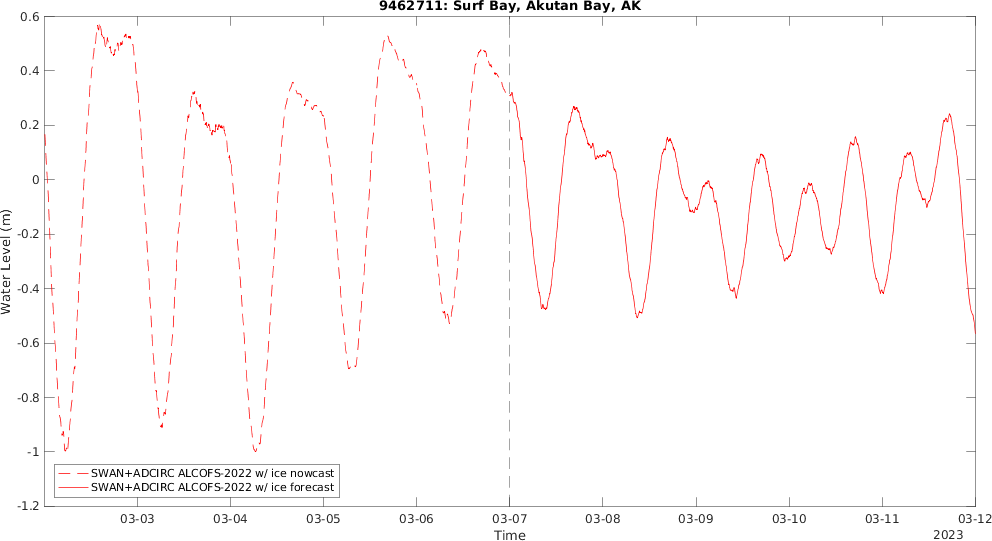 9462711: Surf Bay, Akutan Bay, AK
0.6
0.4
0.2
0
-0.2
-0.4
-0.6
-0.8
-1
-1.2
Water Level (m)
SWAN+ADCIRC ALCOFS-2022 w/ ice nowcast
SWAN+ADCIRC ALCOFS-2022 w/ ice forecast
03-03 03-04 03-05 03-06 03-07 03-08 03-09 03-10 03-11 03-12
Time
2023